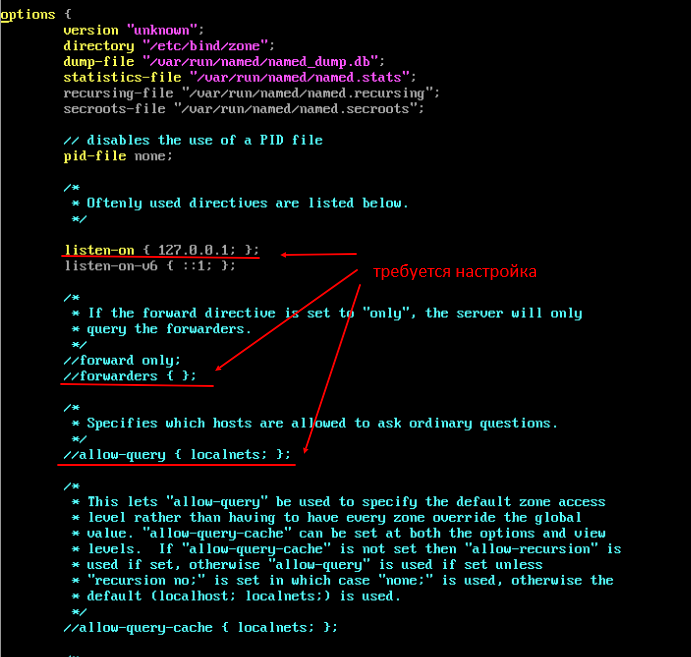 options {
version "unknown";
directory "/etc/bind/zone";
dump-file "/var/run/named/named_dump.db";
statistics-file "/var/run/named/named.stats";
recursing-file "/var/run/named/named.recursing";
secroots-file "/var/run/named/named.secroots";
// disables the use of a PID file
pid-file none;
/*
* Oftenly used directives are listed below.
*/
listen-on { 127.0.0.1; };
listen-on-v6 { ::1; };
требуется настройка
/*
* If the forward directive is set to "only", the server will only
* query the forwarders.
*/
//forward only;
//forwarders { };
/*
* Specifies which hosts are allowed to ask ordinary questions.
*/
//allow-query { localnets; };
/*
* This lets "allow-query" be used to specify the default zone access
* level rather than having to have every zone override the global
* value. "allow-query-cache" can be set at both the options and view
* levels.  If "allow-query-cache" is not set then "allow-recursion" is
* used if set, otherwise "allow-query" is used if set unless
* "recursion no;" is set in which case "none;" is used, otherwise the
* default (localhost; localnets;) is used.
*/
//allow-query-cache { localnets; };